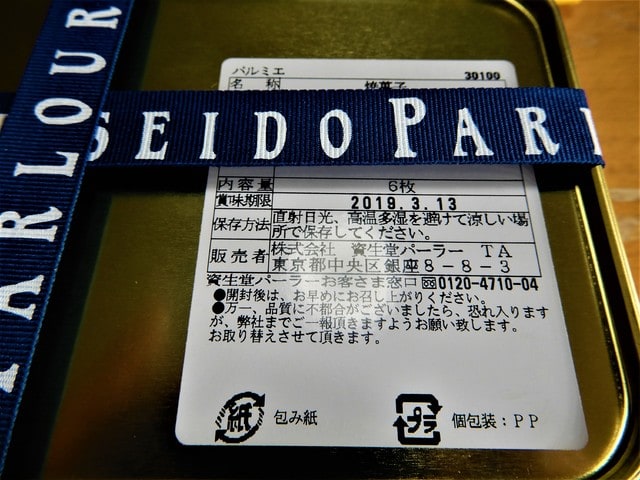 PARLOUR
SEIDO PAR
パルミエ 30100
名 称 焼菓子
内容量 6枚
賞味期限 2019.3.13
保存方法 直射日光、高温多湿を避けて涼しい場
所で保存してください。
販売者 株式会社 資生堂パーラー TA
東京都中央区銀座8-8-3
資生堂パーラーお客さま窓口 0120-4710-04
●開封後は、お早めにお召し上がりください。
●万一、品質に不都合がございましたら、恐れ入ります
が、弊社までご一報頂きますようお願い致します。
お取り替えさせて頂きます。
紙 包み紙 プラ 個包装:PP